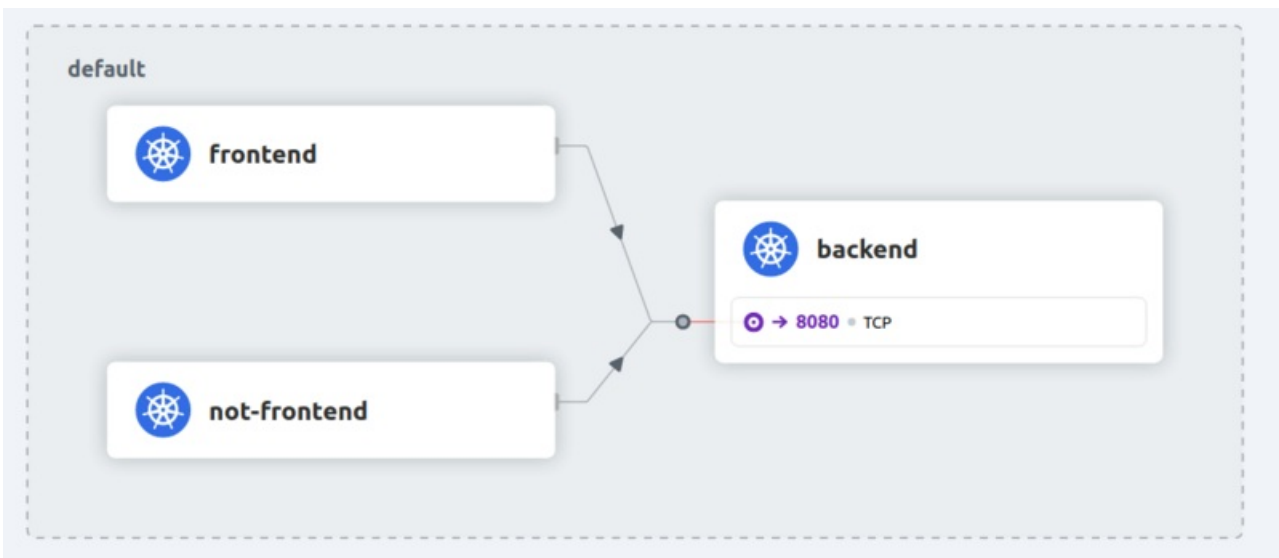 default
frontend
backend
→ 8080 • TCP
not-frontend